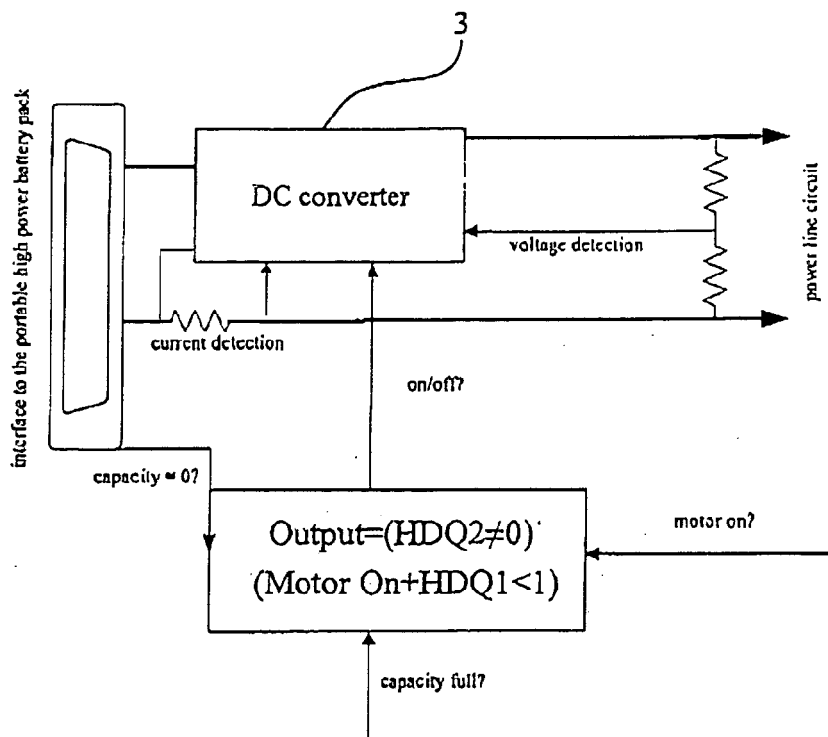 3
interface to the portable high power battery pack
DC converter
voltage detection
power line circuit
current detection
on/off?
capacity = 0?
Output=(HDQ2≠0)
(Motor On+HDQ1<1)
motor on?
capacity full?